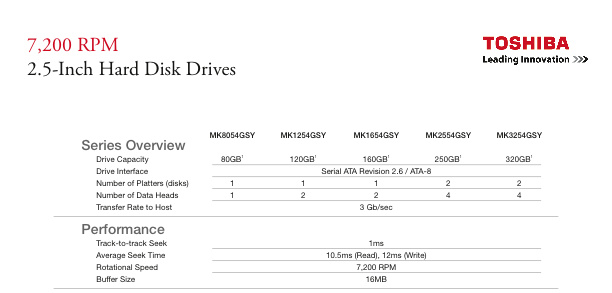 7,200 RPM
2.5-Inch Hard Disk Drives
TOSHIBA
Leading Innovation >>>
MK8054GSY MK1254GSY MK1654GSY MK2554GSY MK3254GSY
Series Overview
Drive Capacity 80GB¹ 120GB¹ 160GB¹ 250GB¹ 320GB¹
Drive Interface Serial ATA Revision 2.6 / ATA-8
Number of Platters (disks) 1 1 1 2 2
Number of Data Heads 1 2 2 4 4
Transfer Rate to Host 3 Gb/sec
Performance
Track-to-track Seek 1ms
Average Seek Time 10.5ms (Read), 12ms (Write)
Rotational Speed 7,200 RPM
Buffer Size 16MB